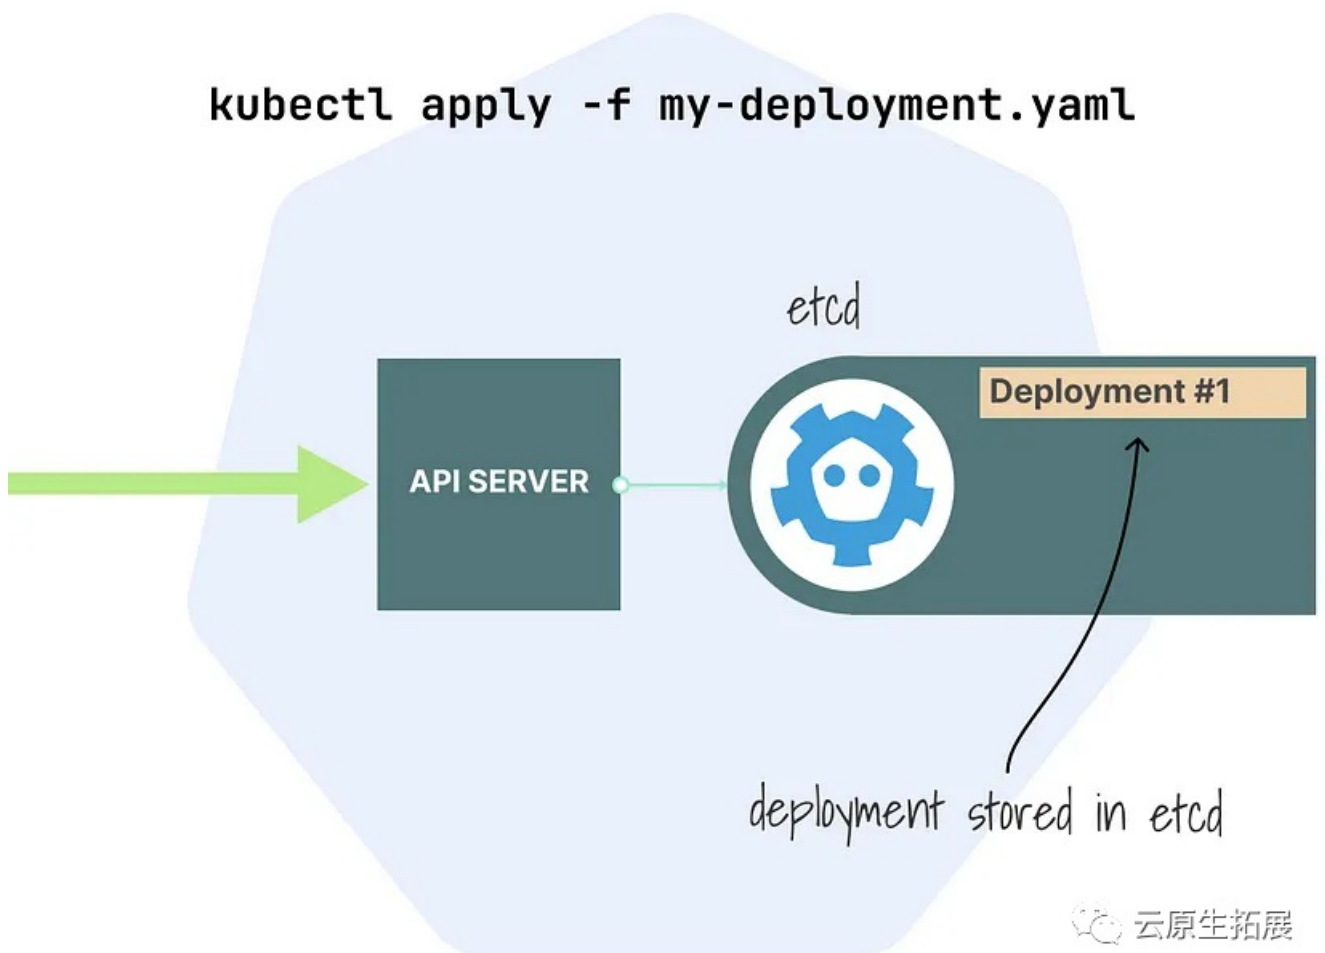 kubectl apply -f my-deployment.yaml
etcd
Deployment #1
API SERVER
deployment stored in etcd
云原生拓展